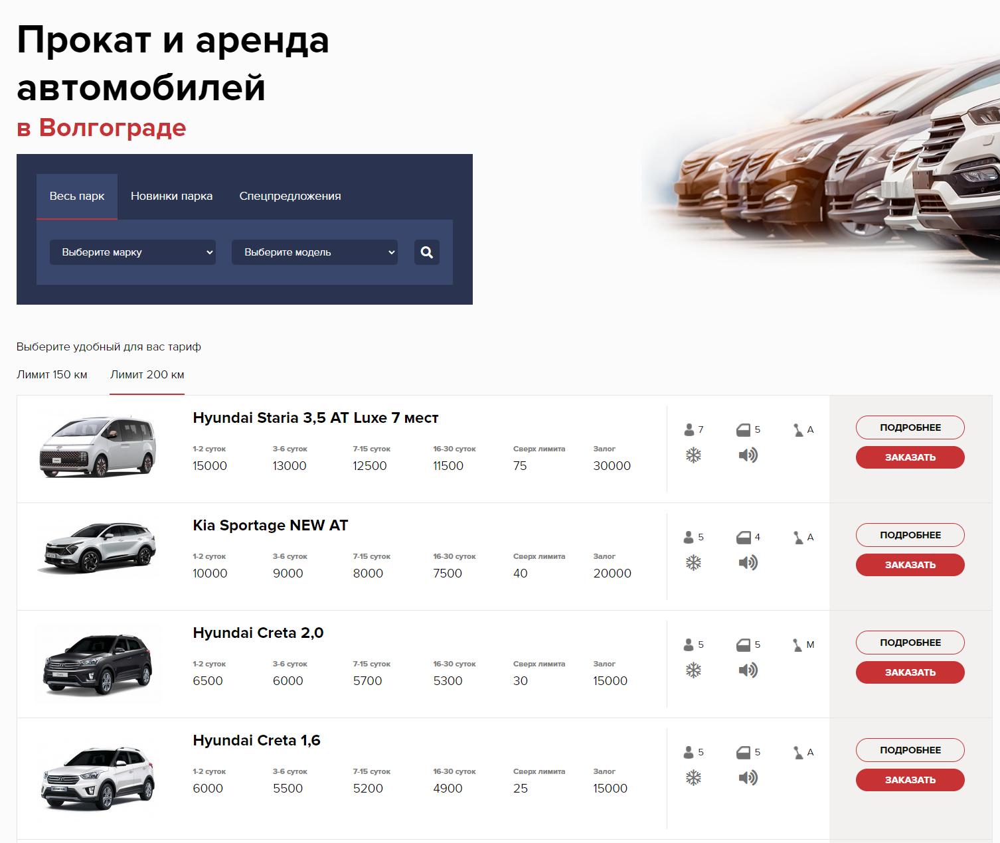 Прокат и аренда
автомобилей
в Волгограде
Весь парк Новинки парка Спецпредложения
Выберите марку Выберите модель
Выберите удобный для вас тариф
Лимит 150 км Лимит 200 км
Hyundai Staria 3,5 AT Luxe 7 мест
1-2 суток 3-6 суток 7-15 суток 16-30 суток Сверх лимита Залог
15000 13000 12500 11500 75 30000
7 5 A
ПОДРОБНЕЕ
ЗАКАЗАТЬ
Kia Sportage NEW AT
1-2 суток 3-6 суток 7-15 суток 16-30 суток Сверх лимита Залог
10000 9000 8000 7500 40 20000
5 4 A
ПОДРОБНЕЕ
ЗАКАЗАТЬ
Hyundai Creta 2,0
1-2 суток 3-6 суток 7-15 суток 16-30 суток Сверх лимита Залог
6500 6000 5700 5300 30 15000
5 5 M
ПОДРОБНЕЕ
ЗАКАЗАТЬ
Hyundai Creta 1,6
1-2 суток 3-6 суток 7-15 суток 16-30 суток Сверх лимита Залог
6000 5500 5200 4900 25 15000
5 5 A
ПОДРОБНЕЕ
ЗАКАЗАТЬ